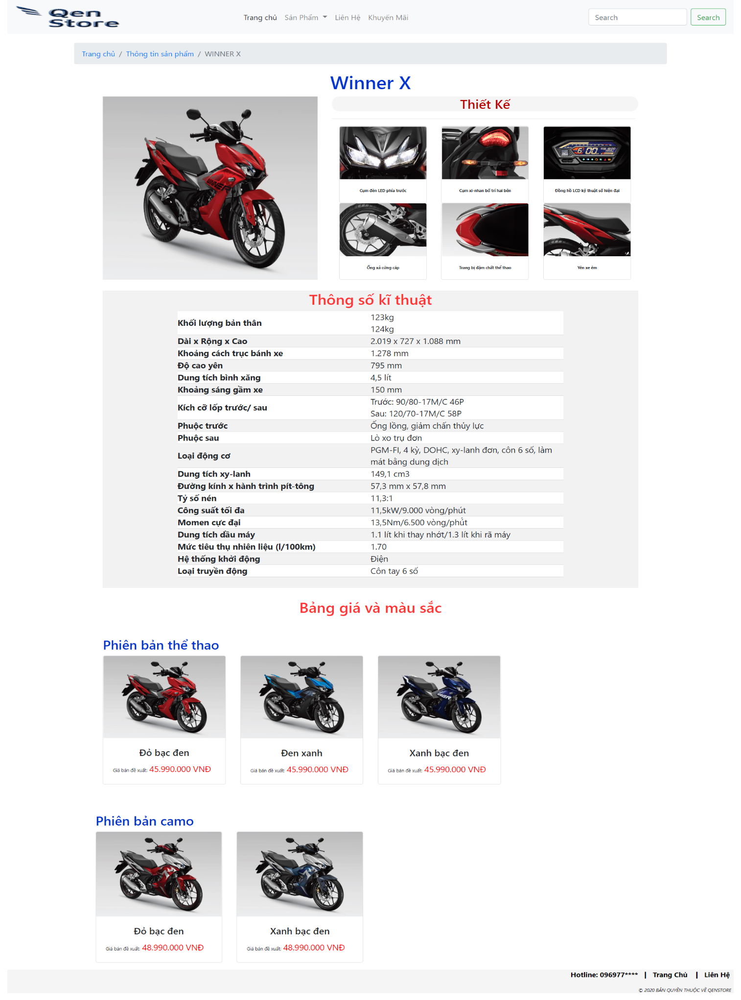 Qen Store
Trang chủ Sản Phẩm Liên Hệ Khuyến Mãi Search Search
Trang chủ / Thông tin sản phẩm / WINNER X
Winner X
Thiết Kế
WINNER
Cụm đèn LED phía trước
Cụm xi-nhan bố trí hai bên
Đồng hồ LCD kỹ thuật số hiện đại
Ống xả cứng cáp
Trang bị đậm chất thể thao
Yên xe êm
Thông số kĩ thuật
Khối lượng bản thân 123kg
124kg
Dài x Rộng x Cao 2.019 x 727 x 1.088 mm
Khoảng cách trục bánh xe 1.278 mm
Độ cao yên 795 mm
Dung tích bình xăng 4,5 lít
Khoảng sáng gầm xe 150 mm
Kích cỡ lốp trước/ sau Trước: 90/80-17M/C 46P
Sau: 120/70-17M/C 58P
Phuộc trước Ống lồng, giảm chấn thủy lực
Phuộc sau Lò xo trụ đơn
Loại động cơ PGM-FI, 4 kỳ, DOHC, xy-lanh đơn, côn 6 số, làm
mát bằng dung dịch
Dung tích xy-lanh 149,1 cm3
Đường kính x hành trình pít-tông 57,3 mm x 57,8 mm
Tỷ số nén 11,3:1
Công suất tối đa 11,5kW/9.000 vòng/phút
Momen cực đại 13,5Nm/6.500 vòng/phút
Dung tích dầu máy 1.1 lít khi thay nhớt/1.3 lít khi rã máy
Mức tiêu thụ nhiên liệu (l/100km) 1.70
Hệ thống khởi động Điện
Loại truyền động Côn tay 6 số
Bảng giá và màu sắc
Phiên bản thể thao
Đỏ bạc đen
Giá bán đề xuất: 45.990.000 VNĐ
Đen xanh
Giá bán đề xuất: 45.990.000 VNĐ
Xanh bạc đen
Giá bán đề xuất: 45.990.000 VNĐ
Phiên bản camo
Đỏ bạc đen
Giá bán đề xuất: 48.990.000 VNĐ
Xanh bạc đen
Giá bán đề xuất: 48.990.000 VNĐ
Hotline: 096977**** | Trang Chủ | Liên Hệ
© 2020 BẢN QUYỀN THUỘC VỀ QENSTORE